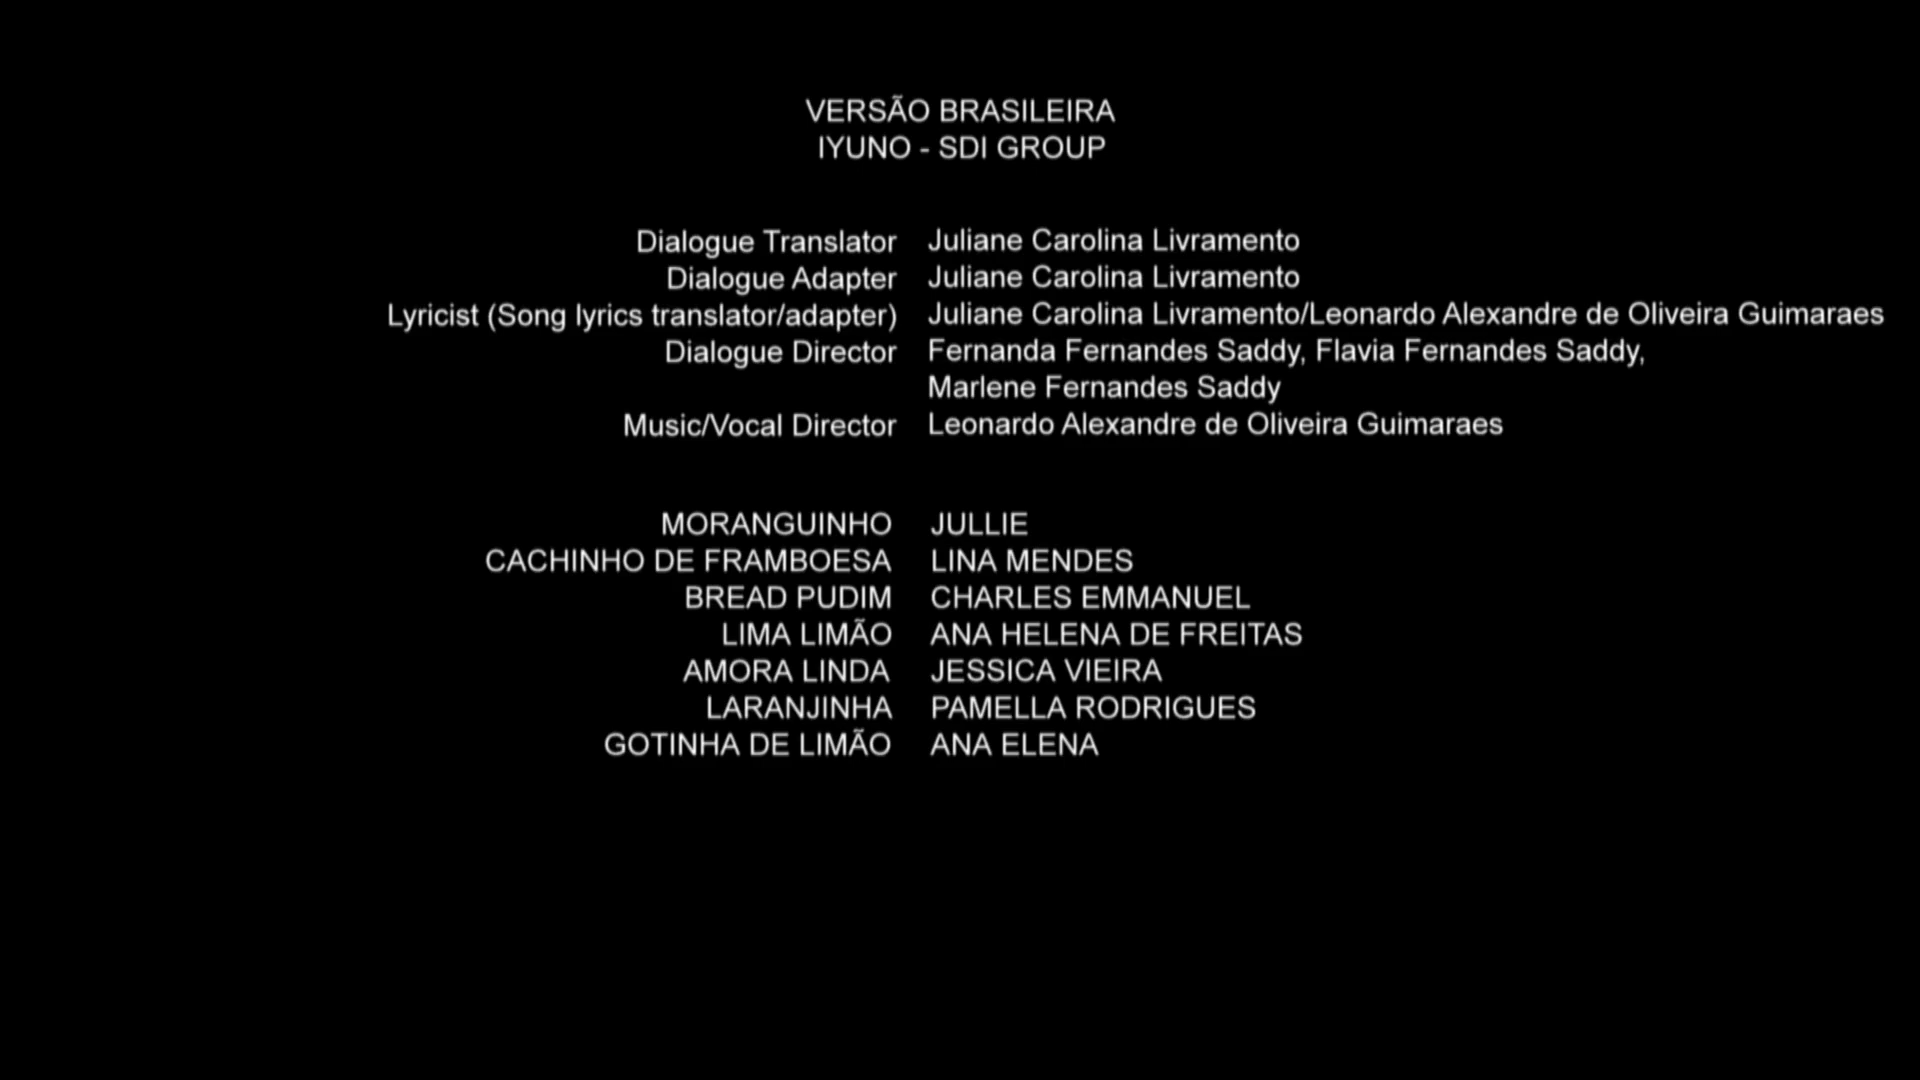 VERSÃO BRASILEIRA
IYUNO - SDI GROUP
Dialogue Translator Juliane Carolina Livramento
Dialogue Adapter Juliane Carolina Livramento
Lyricist (Song lyrics translator/adapter) Juliane Carolina Livramento/Leonardo Alexandre de Oliveira Guimaraes
Dialogue Director Fernanda Fernandes Saddy, Flavia Fernandes Saddy,
Marlene Fernandes Saddy
Music/Vocal Director Leonardo Alexandre de Oliveira Guimaraes
MORANGUINHO JULLIE
CACHINHO DE FRAMBOESA LINA MENDES
BREAD PUDIM CHARLES EMMANUEL
LIMA LIMÃO ANA HELENA DE FREITAS
AMORA LINDA JESSICA VIEIRA
LARANJINHA PAMELLA RODRIGUES
GOTINHA DE LIMÃO ANA ELENA